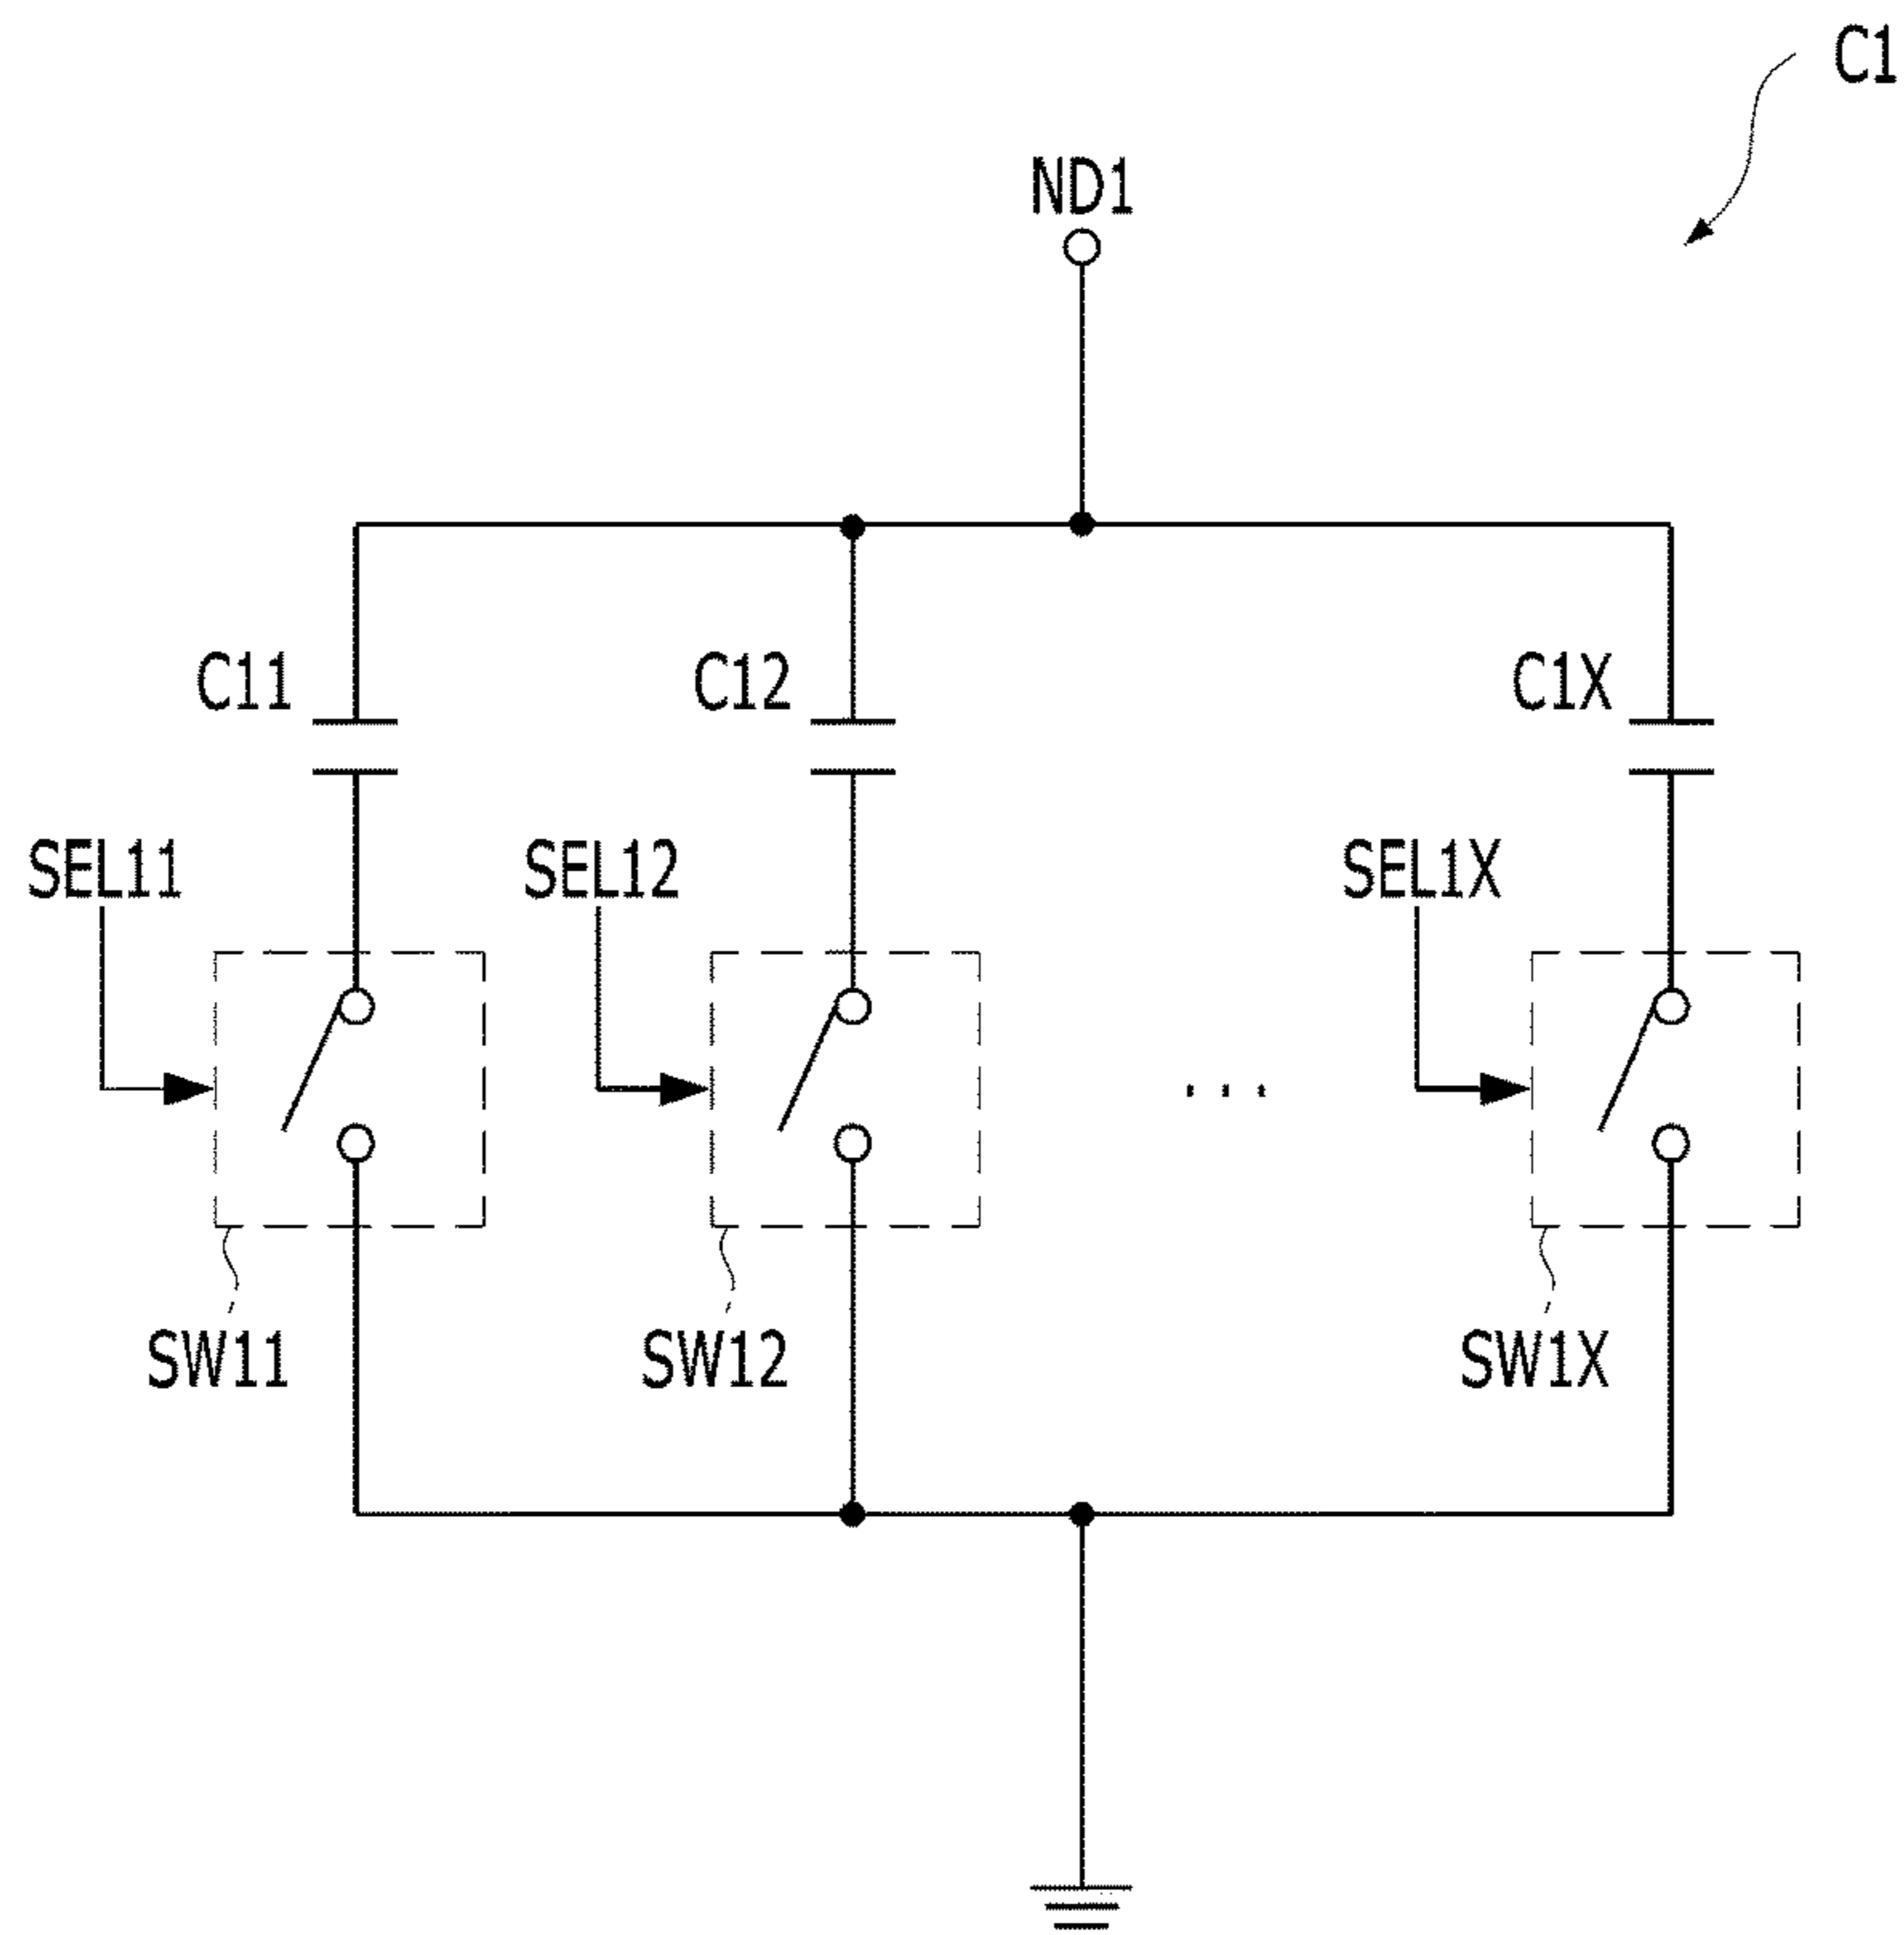 C1
ND1
C11
C12
C1X
SEL11
SEL12
SEL1X
. . .
SW11
SW12
SW1X